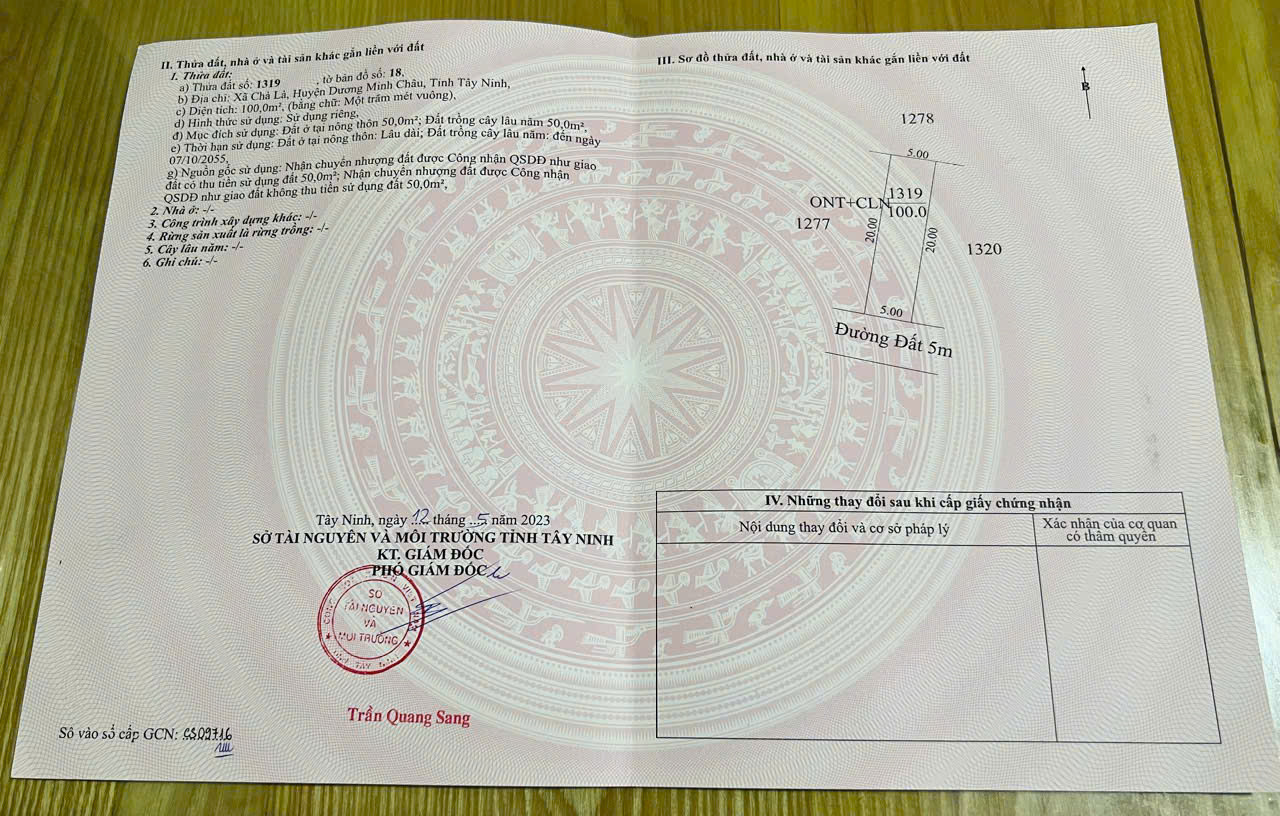 II. Thửa đất, nhà ở và tài sản khác gắn liền với đất
1. Thửa đất:
a) Thửa đất số: 1319 , tờ bản đồ số: 18,
b) Địa chỉ: Xã Chà Là, Huyện Dương Minh Châu, Tỉnh Tây Ninh,
c) Diện tích: 100,0m², (bằng chữ: Một trăm mét vuông),
d) Hình thức sử dụng: Sử dụng riêng,
đ) Mục đích sử dụng: Đất ở tại nông thôn 50,0m²; Đất trồng cây lâu năm 50,0m²,
e) Thời hạn sử dụng: Đất ở tại nông thôn: Lâu dài; Đất trồng cây lâu năm: đến ngày
07/10/2055,
g) Nguồn gốc sử dụng: Nhận chuyển nhượng đất được Công nhận QSDĐ như giao
đất có thu tiền sử dụng đất 50,0m²; Nhận chuyển nhượng đất được Công nhận
QSDĐ như giao đất không thu tiền sử dụng đất 50,0m²,
2. Nhà ở: -/-
3. Công trình xây dựng khác: -/-
4. Rừng sản xuất là rừng trồng: -/-
5. Cây lâu năm: -/-
6. Ghi chú: -/-
Tây Ninh, ngày 12 tháng 5 năm 2023
SỞ TÀI NGUYÊN VÀ MÔI TRƯỜNG TỈNH TÂY NINH
KT. GIÁM ĐỐC
PHÓ GIÁM ĐỐC
SỞ
TÀI NGUYÊN
VÀ
MÔI TRƯỜNG
Trần Quang Sang
Số vào sổ cấp GCN: CS09716
III. Sơ đồ thửa đất, nhà ở và tài sản khác gắn liền với đất
B
1278
5.00
ONT+CLN
1319
100.0
1277
20.00
20.00
1320
5.00
Đường Đất 5m
IV. Những thay đổi sau khi cấp giấy chứng nhận
Nội dung thay đổi và cơ sở pháp lý
Xác nhận của cơ quan
có thẩm quyền